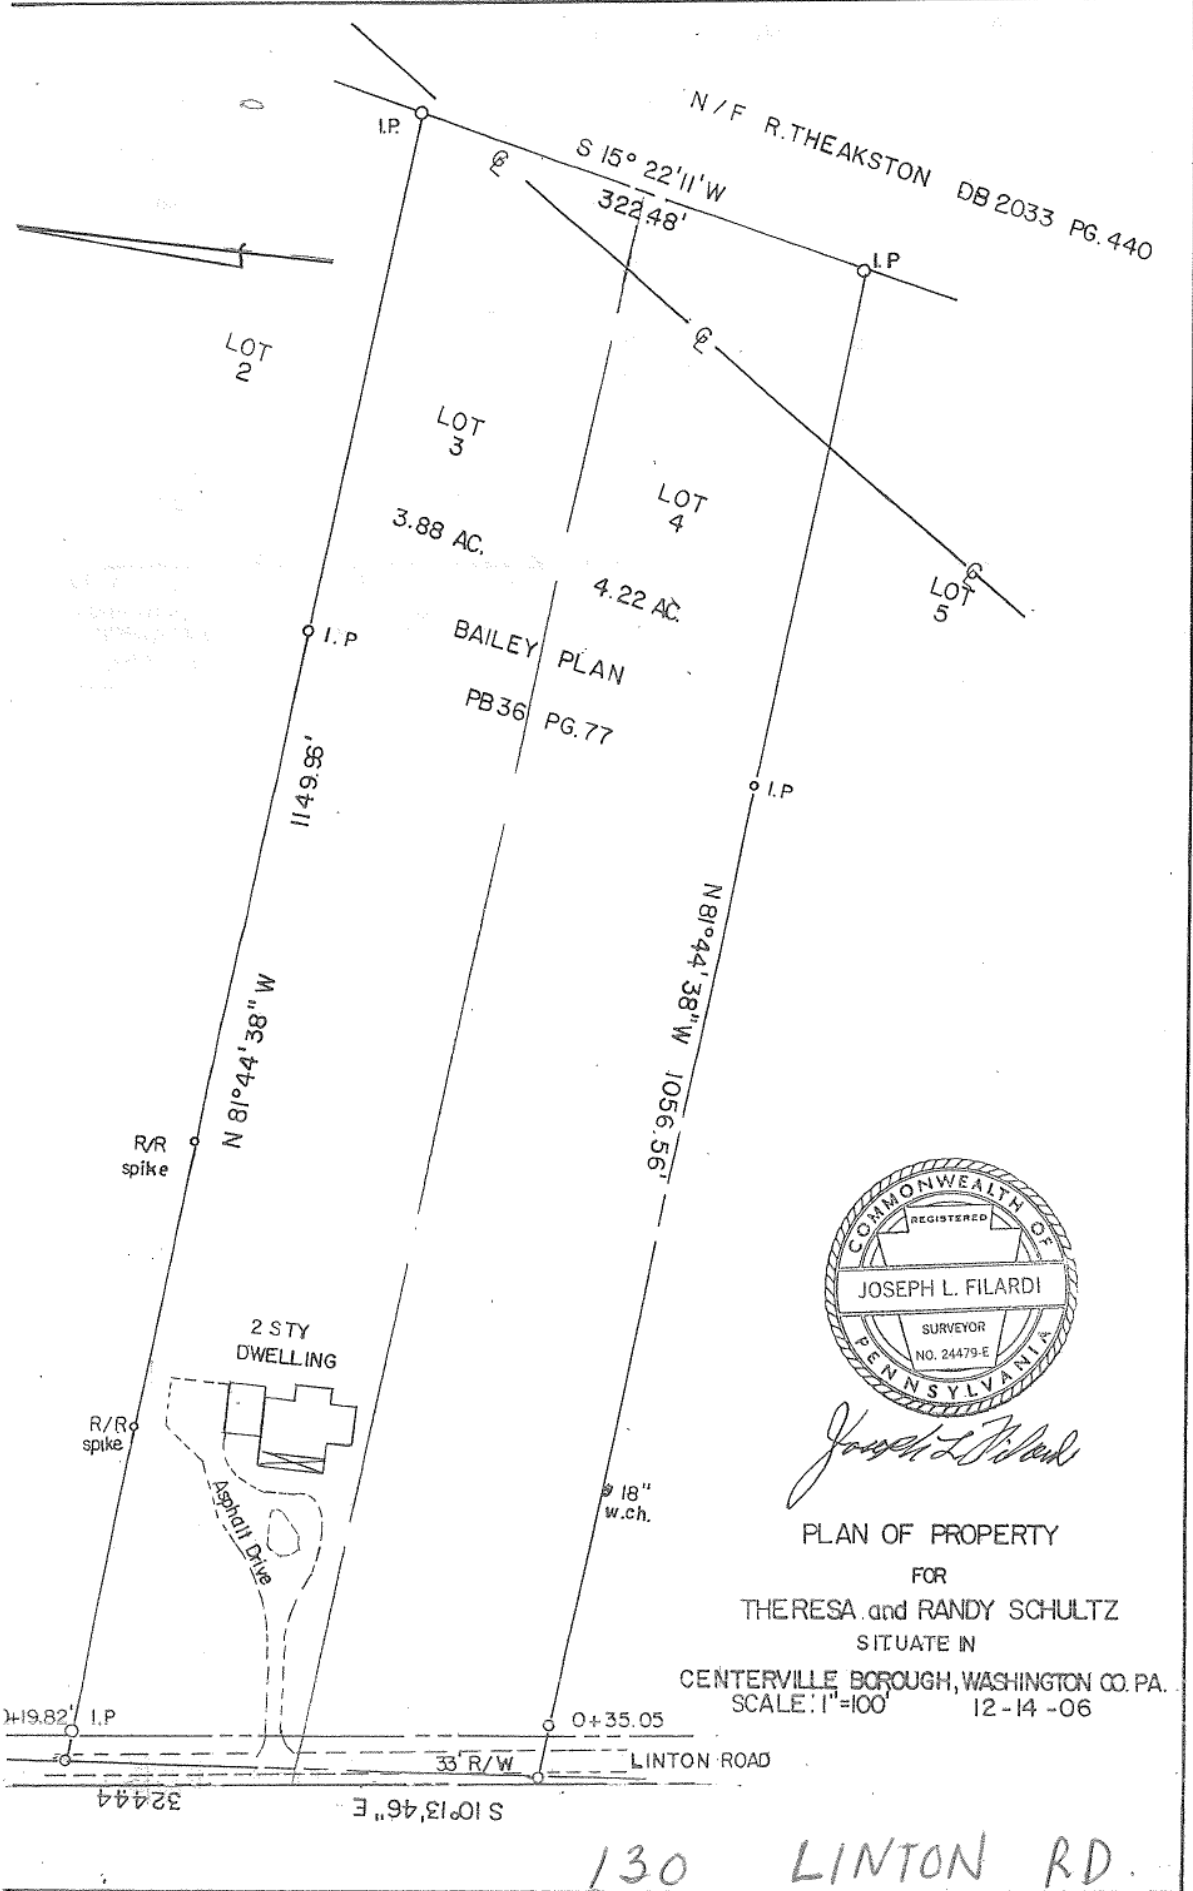 N/F R. THEAKSTON DB 2033 PG. 440
I.P.
S 15° 22'11"W
322.48'
℄
I.P
℄
LOT
2
LOT
3
LOT
4
3.88 AC.
4.22 AC.
℄
LOT
5
I.P
BAILEY PLAN
PB36 PG. 77
I.P
N 81°44'38"W 1056.56'
N 81°44'38"W
R/R
spike
COMMONWEALTH OF
REGISTERED
JOSEPH L. FILARDI
SURVEYOR
NO. 24479-E
PENNSYLVANIA
Joseph L Filardi
2 STY
DWELLING
R/R
spike
Asphalt Drive
18"
w.ch.
PLAN OF PROPERTY
FOR
THERESA and RANDY SCHULTZ
SITUATE IN
CENTERVILLE BOROUGH, WASHINGTON CO. PA.
SCALE: 1"=100' 12-14-06
I.P
0+35.05
33' R/W
LINTON ROAD
324.44
S 10°13'46" E
130 LINTON RD.